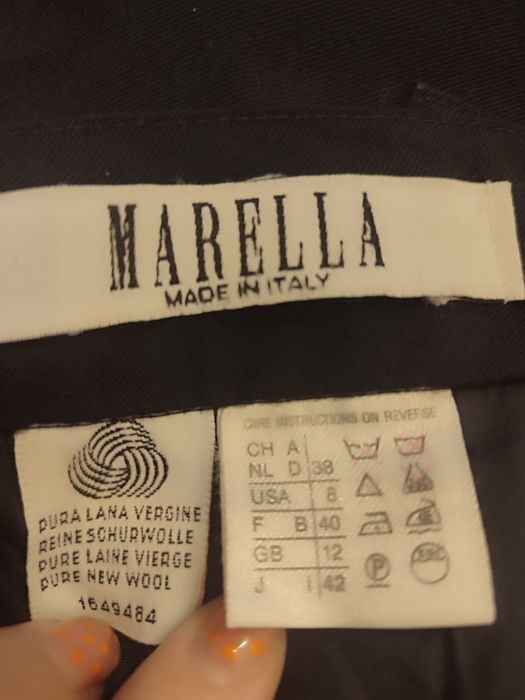 MARELLA
MADE IN ITALY
PURA LANA VERGINE
REINE SCHURWOLLE
PURE LAINE VIERGE
PURE NEW WOOL
1649484
CARE INSTRUCTIONS ON REVERSE
CH A
NL D 38
USA 8
F B 40
GB 12
J I 42
P